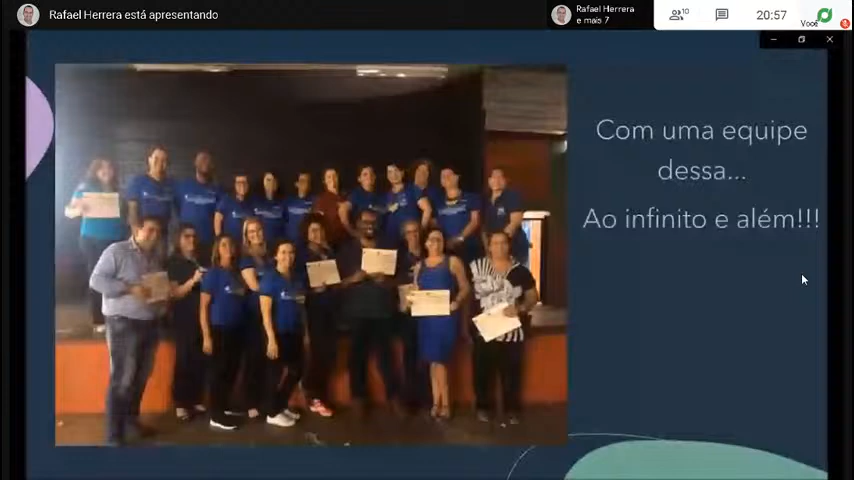 Rafael Herrera está apresentando
Rafael Herrera
e mais 7
10
20:57
Você
Com uma equipe
dessa...
Ao infinito e além!!!